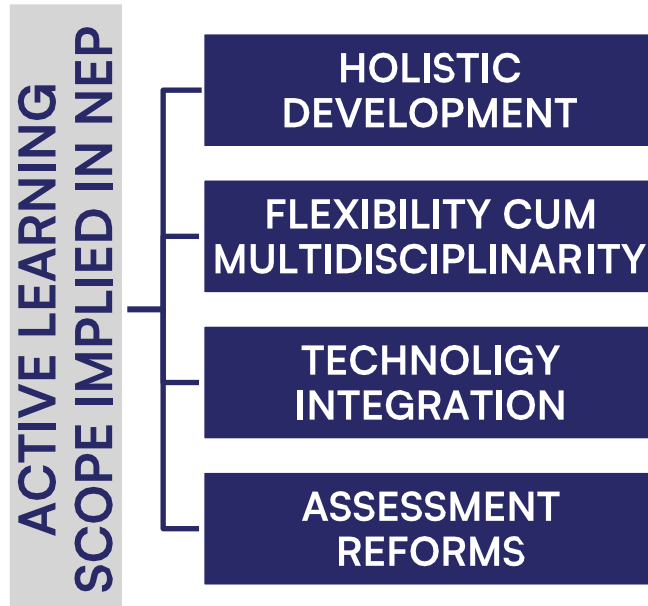 ACTIVE LEARNING
SCOPE IMPLIED IN NEP
HOLISTIC
DEVELOPMENT
FLEXIBILITY CUM
MULTIDISCIPLINARITY
TECHNOLIGY
INTEGRATION
ASSESSMENT
REFORMS